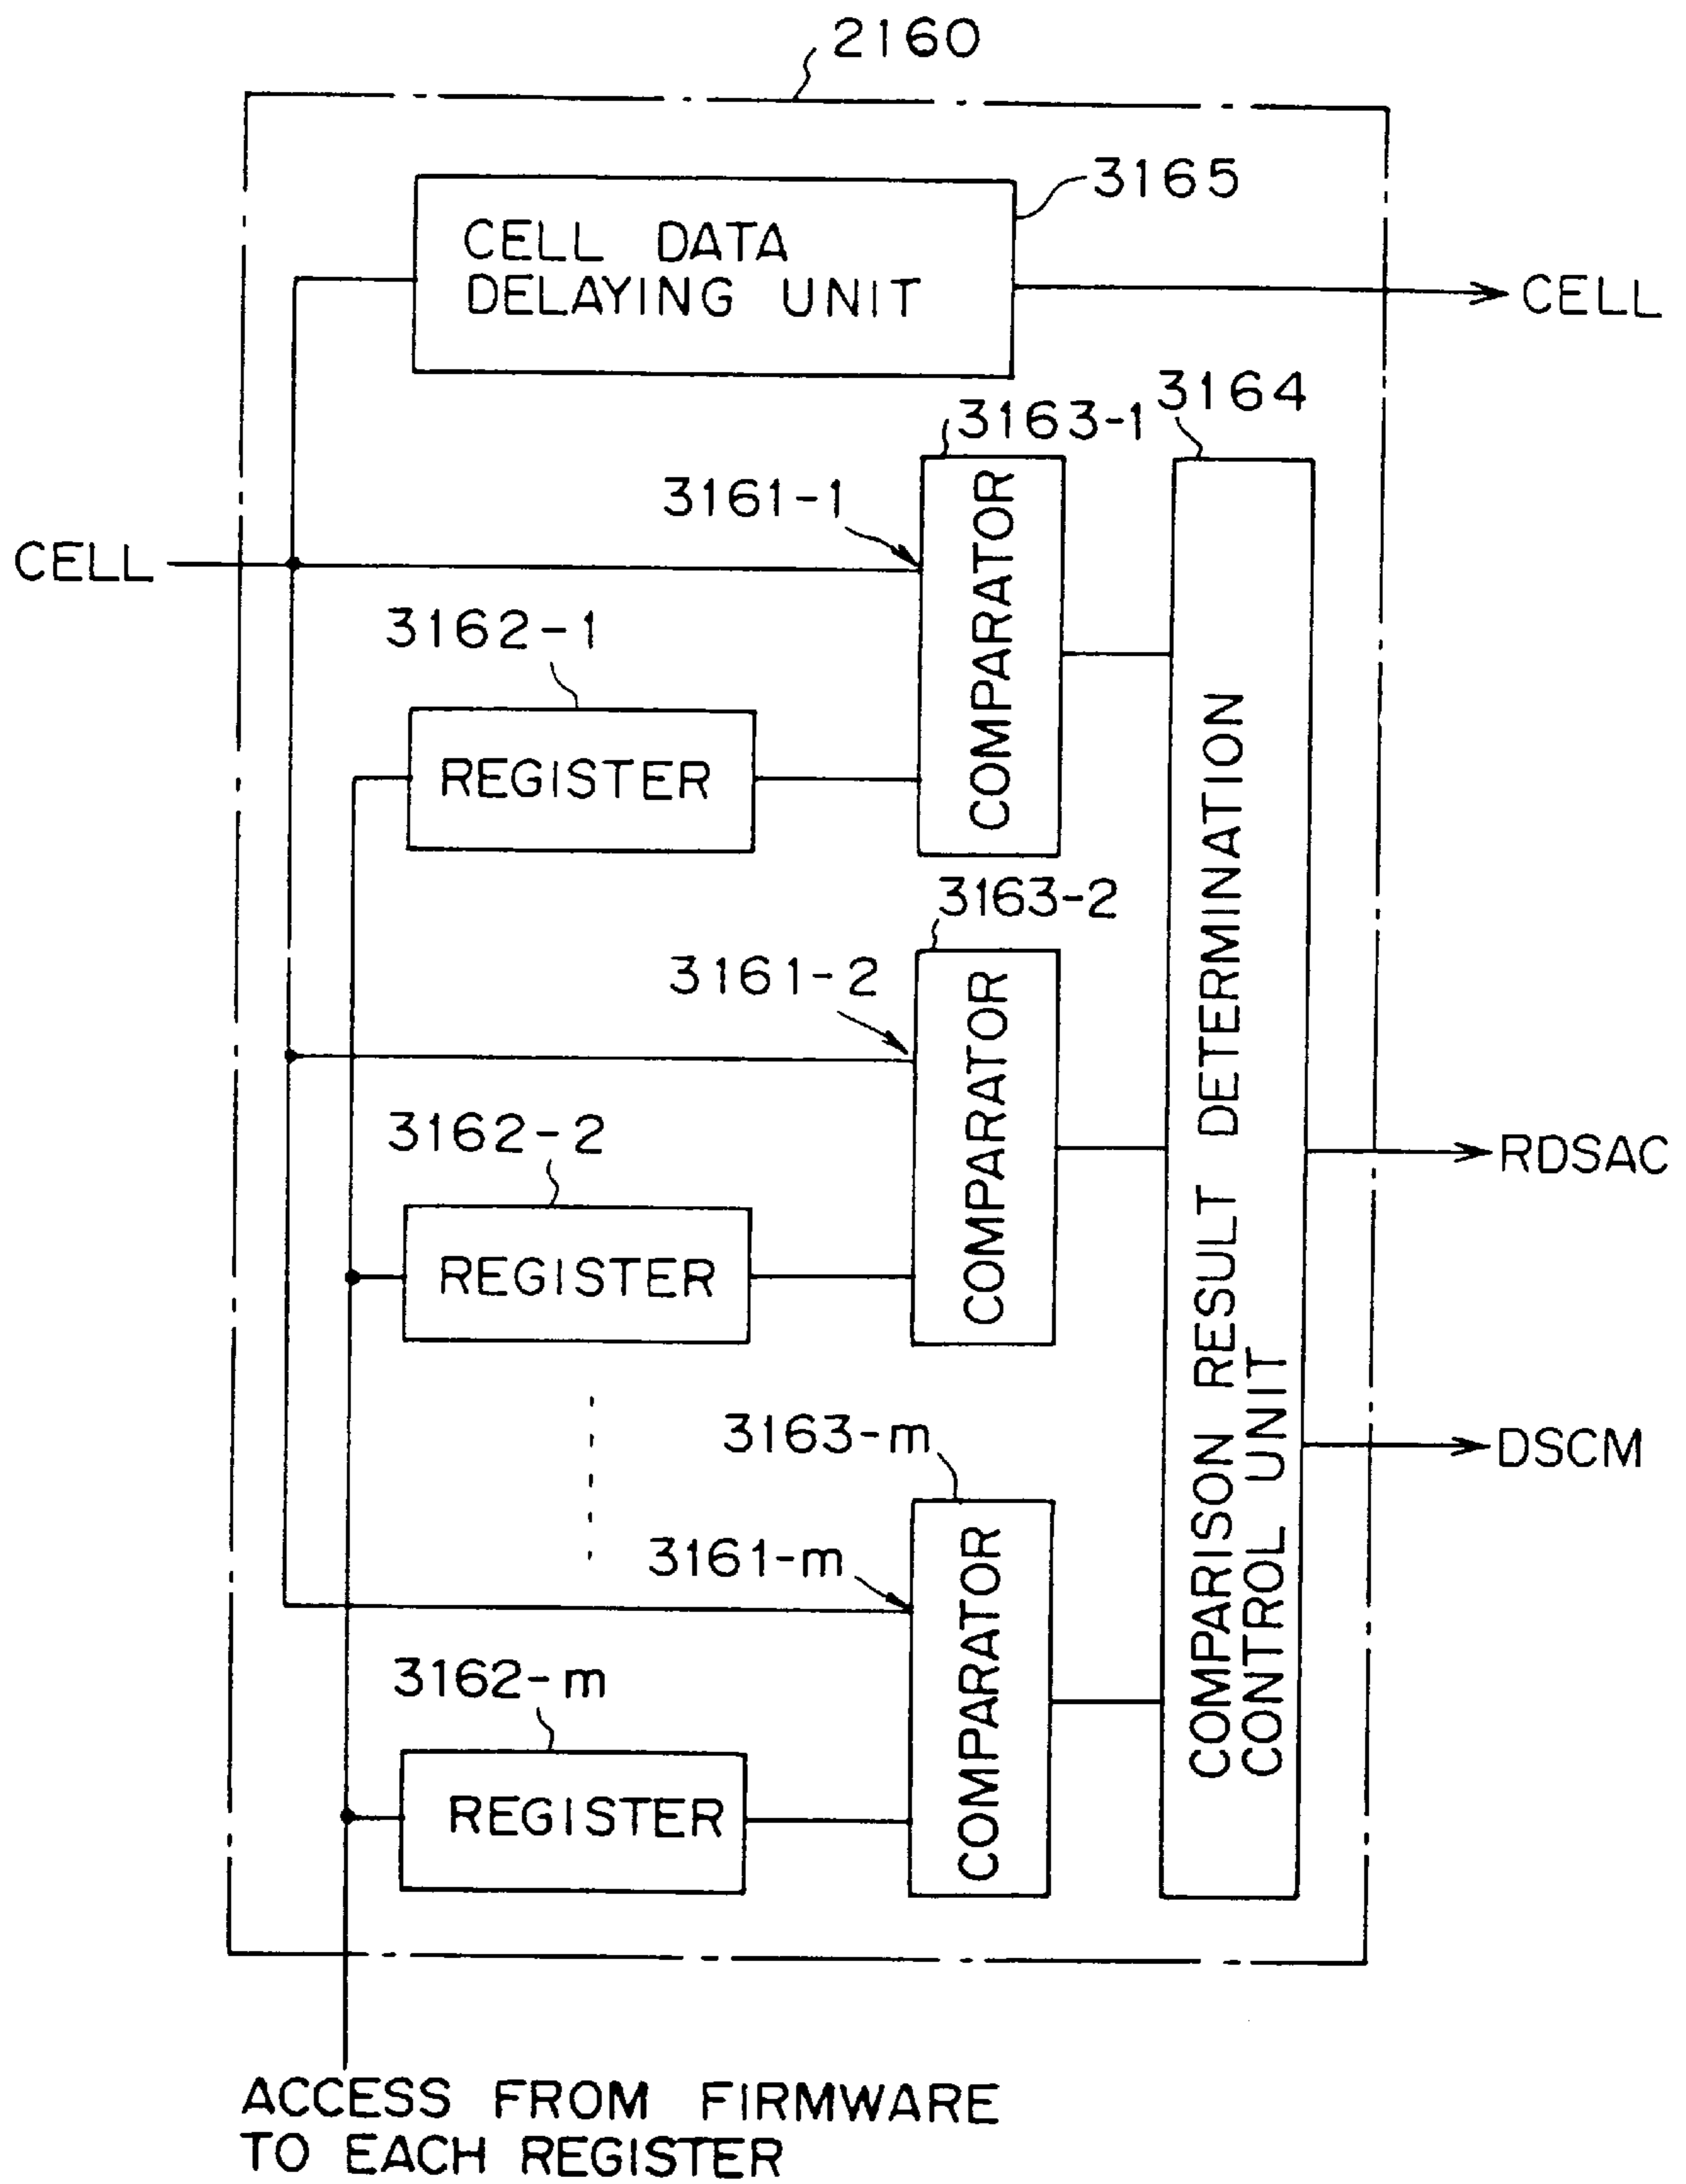 2160
3165
CELL DATA
DELAYING UNIT
CELL
3164
3163-1
3161-1
COMPARATOR
CELL
3162-1
REGISTER
3163-2
3161-2
COMPARATOR
COMPARISON RESULT DETERMINATION
CONTROL UNIT
3162-2
RDSAC
REGISTER
3163-m
DSCM
3161-m
COMPARATOR
3162-m
REGISTER
ACCESS FROM FIRMWARE
TO EACH REGISTER